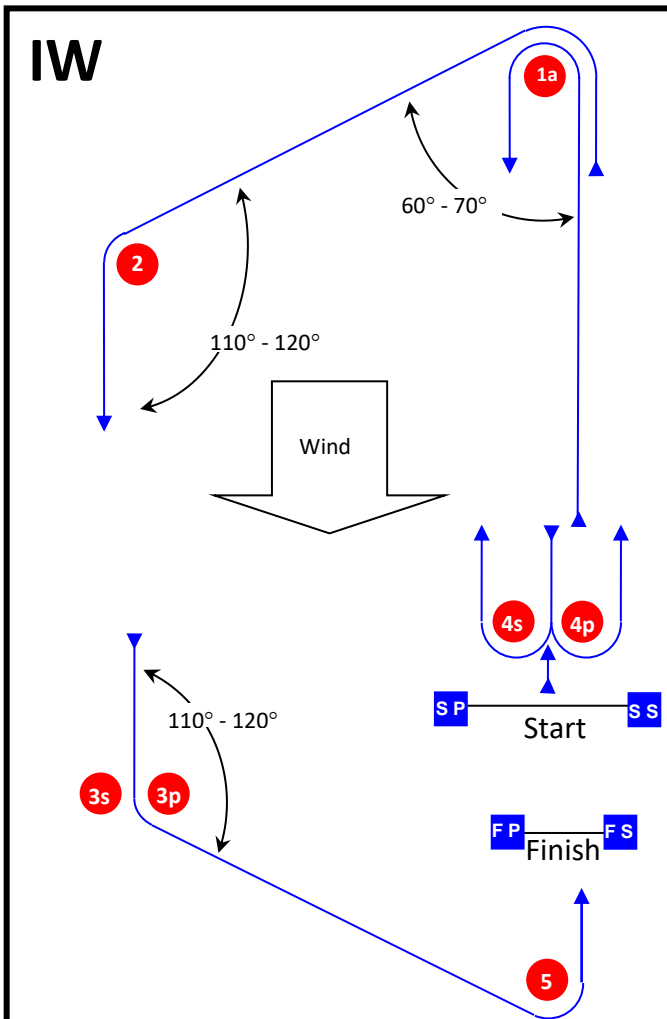 IW
1a
60° - 70°
2
110° - 120°
Wind
4s
4p
S P
S S
Start
110° - 120°
3s
3p
F P
F S
Finish
5